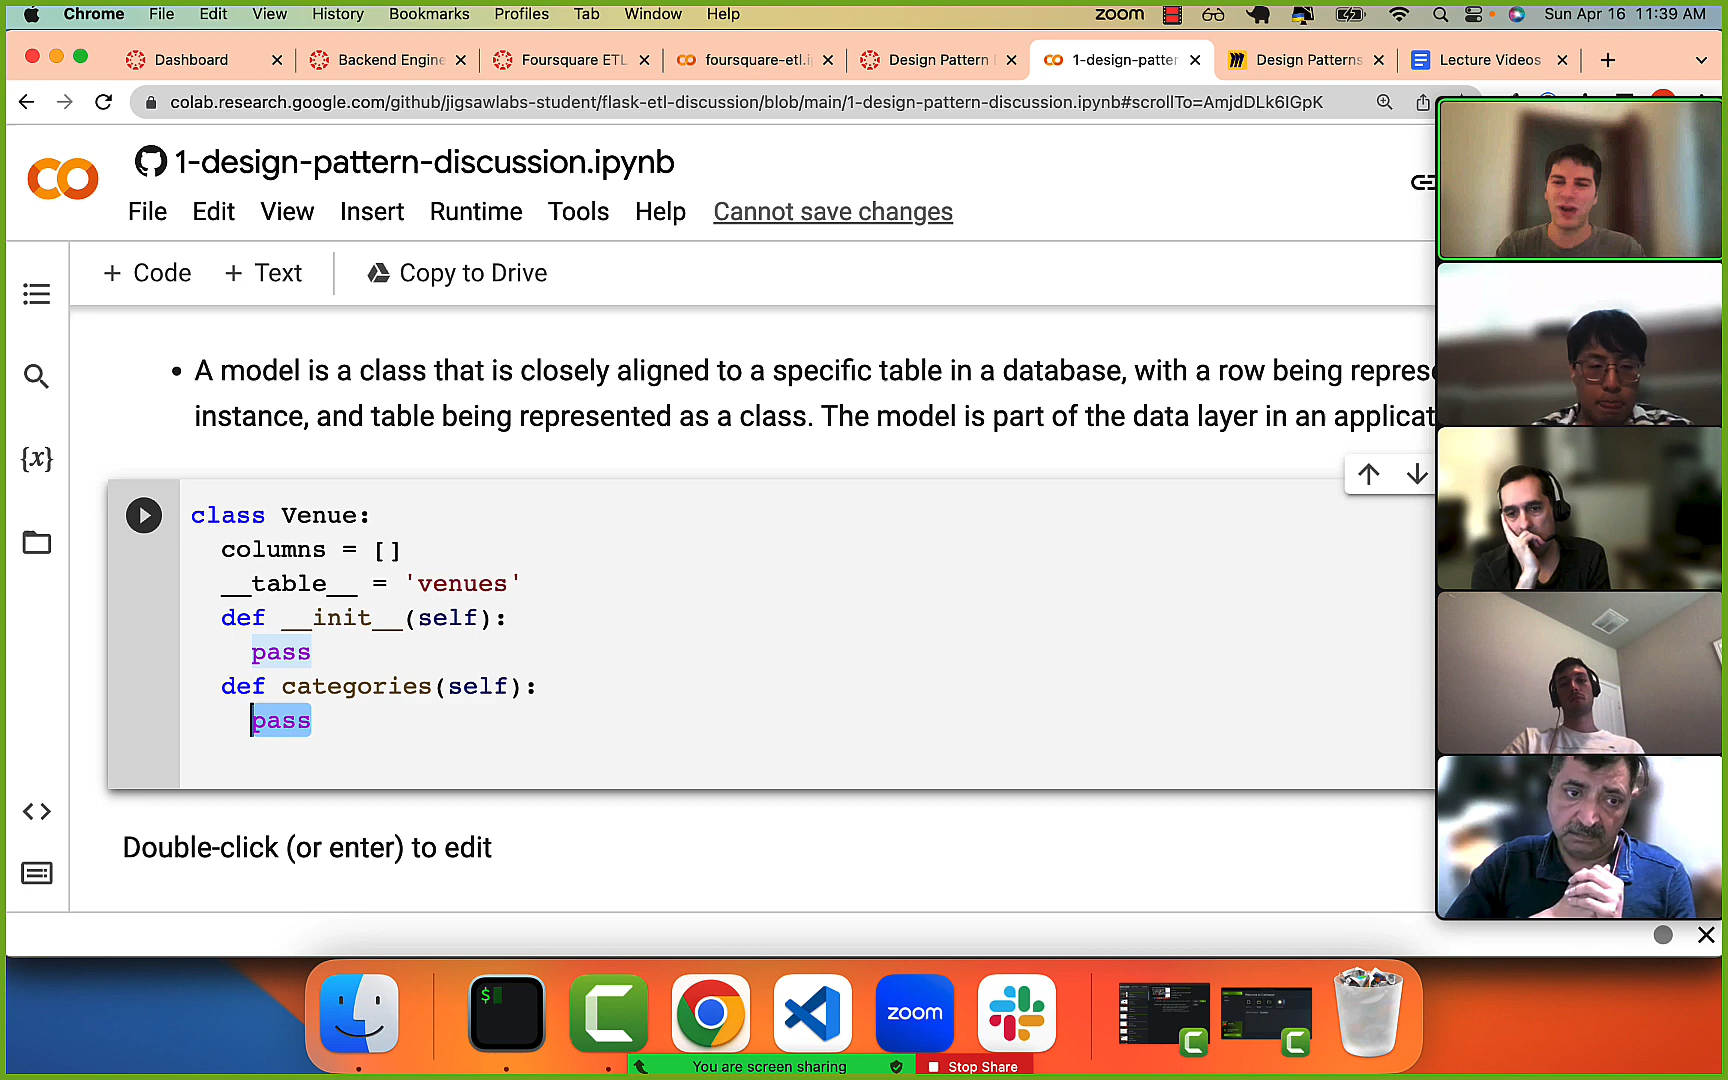 Chrome File Edit View History Bookmarks Profiles Tab Window Help zoom Sun Apr 16 11:39 AM
Dashboard Backend Engine Foursquare ETL foursquare-etl.i Design Pattern 1-design-patter Design Patterns Lecture Videos
colab.research.google.com/github/jigsawlabs-student/flask-etl-discussion/blob/main/1-design-pattern-discussion.ipynb#scrollTo=AmjdDLk6IGpK
1-design-pattern-discussion.ipynb
File Edit View Insert Runtime Tools Help Cannot save changes
+ Code + Text Copy to Drive
• A model is a class that is closely aligned to a specific table in a database, with a row being represe
instance, and table being represented as a class. The model is part of the data layer in an applicat
{x}
class Venue:
columns = []
__table__ = 'venues'
def __init__(self):
pass
def categories(self):
pass
Double-click (or enter) to edit
$
zoom
You are screen sharing Stop Share